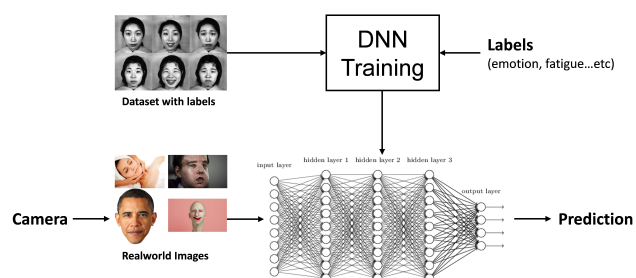 DNN
Training
Labels
(emotion, fatigue...etc)
Dataset with labels
input layer
hidden layer 1
hidden layer 2
hidden layer 3
output layer
Camera
Prediction
Realworld Images